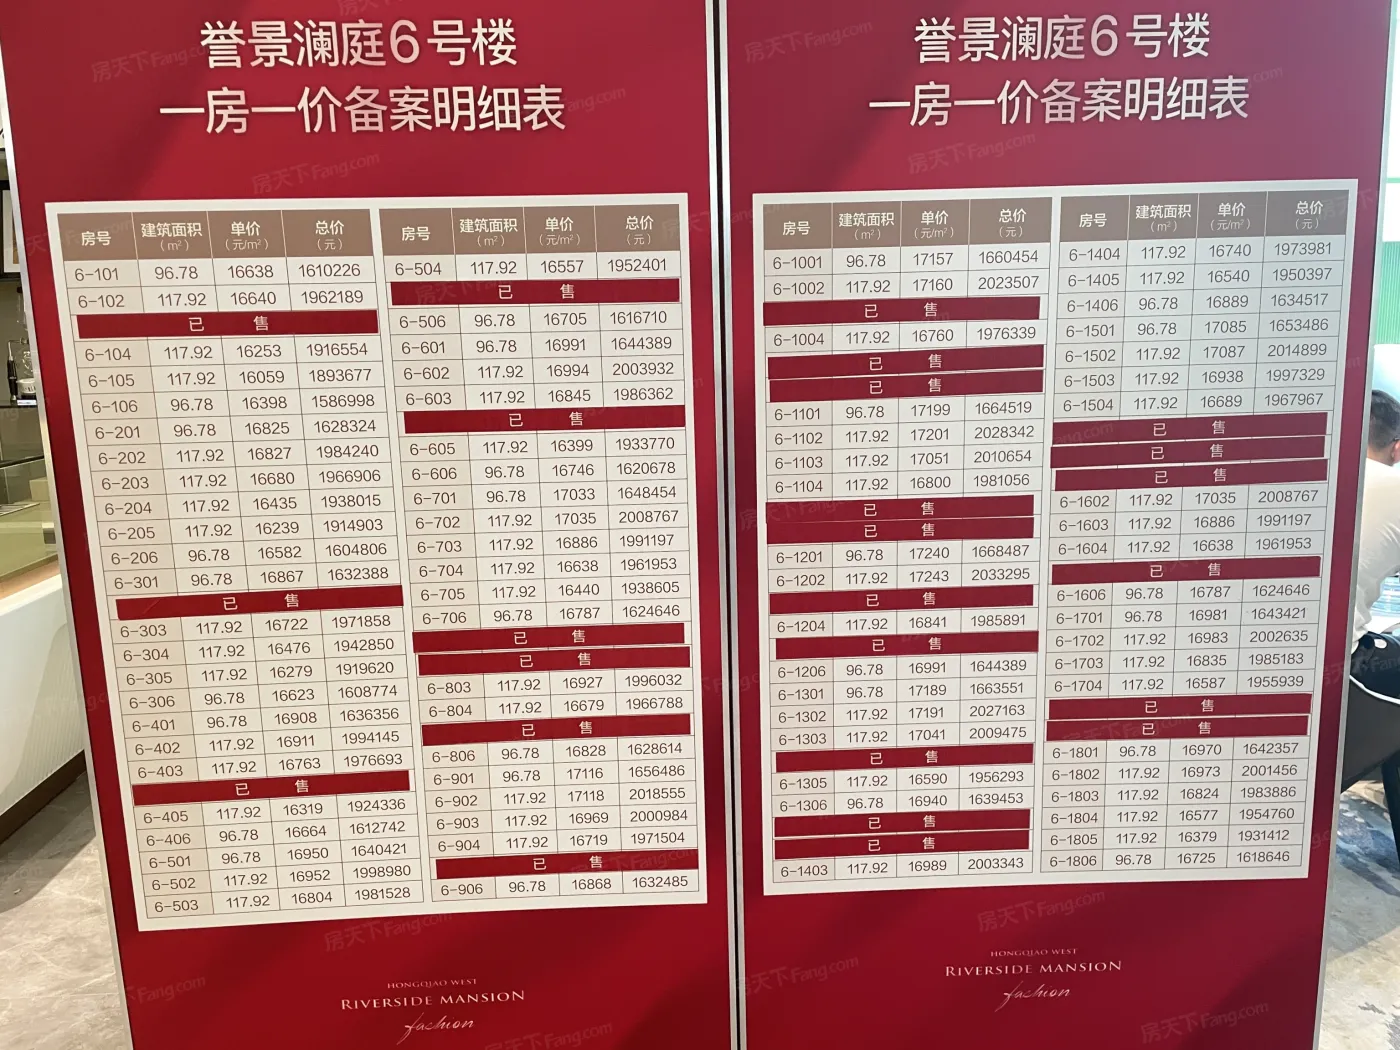 誉景澜庭6号楼
一房一价备案明细表
房号 建筑面积(m²) 单价(元/m²) 总价(元)
6-101 96.78 16638 1610226
6-102 117.92 16640 1962189
已售
6-104 117.92 16253 1916554
6-105 117.92 16059 1893677
6-106 96.78 16398 1586998
6-201 96.78 16825 1628324
6-202 117.92 16827 1984240
6-203 117.92 16680 1966906
6-204 117.92 16435 1938015
6-205 117.92 16239 1914903
6-206 96.78 16582 1604806
6-301 96.78 16867 1632388
已售
6-303 117.92 16722 1971858
6-304 117.92 16476 1942850
6-305 117.92 16279 1919620
6-306 96.78 16623 1608774
6-401 96.78 16908 1636356
6-402 117.92 16911 1994145
6-403 117.92 16763 1976693
已售
6-405 117.92 16319 1924336
6-406 96.78 16664 1612742
6-501 96.78 16950 1640421
6-502 117.92 16952 1998980
6-503 117.92 16804 1981528
房号 建筑面积(m²) 单价(元/m²) 总价(元)
6-504 117.92 16557 1952401
已售
6-506 96.78 16705 1616710
6-601 96.78 16991 1644389
6-602 117.92 16994 2003932
6-603 117.92 16845 1986362
已售
6-605 117.92 16399 1933770
6-606 96.78 16746 1620678
6-701 96.78 17033 1648454
6-702 117.92 17035 2008767
6-703 117.92 16886 1991197
6-704 117.92 16638 1961953
6-705 117.92 16440 1938605
6-706 96.78 16787 1624646
已售
已售
6-803 117.92 16927 1996032
6-804 117.92 16679 1966788
已售
6-806 96.78 16828 1628614
6-901 96.78 17116 1656486
6-902 117.92 17118 2018555
6-903 117.92 16969 2000984
6-904 117.92 16719 1971504
已售
6-906 96.78 16868 1632485
HONGQIAO WEST
RIVERSIDE MANSION
fashion
誉景澜庭6号楼
一房一价备案明细表
房号 建筑面积(m²) 单价(元/m²) 总价(元)
6-1001 96.78 17157 1660454
6-1002 117.92 17160 2023507
已售
6-1004 117.92 16760 1976339
已售
已售
6-1101 96.78 17199 1664519
6-1102 117.92 17201 2028342
6-1103 117.92 17051 2010654
6-1104 117.92 16800 1981056
已售
已售
6-1201 96.78 17240 1668487
6-1202 117.92 17243 2033295
已售
6-1204 117.92 16841 1985891
已售
6-1206 96.78 16991 1644389
6-1301 96.78 17189 1663551
6-1302 117.92 17191 2027163
6-1303 117.92 17041 2009475
已售
6-1305 117.92 16590 1956293
6-1306 96.78 16940 1639453
已售
已售
6-1403 117.92 16989 2003343
房号 建筑面积(m²) 单价(元/m²) 总价(元)
6-1404 117.92 16740 1973981
6-1405 117.92 16540 1950397
6-1406 96.78 16889 1634517
6-1501 96.78 17085 1653486
6-1502 117.92 17087 2014899
6-1503 117.92 16938 1997329
6-1504 117.92 16689 1967967
已售
已售
已售
6-1602 117.92 17035 2008767
6-1603 117.92 16886 1991197
6-1604 117.92 16638 1961953
已售
6-1606 96.78 16787 1624646
6-1701 96.78 16981 1643421
6-1702 117.92 16983 2002635
6-1703 117.92 16835 1985183
6-1704 117.92 16587 1955939
已售
已售
6-1801 96.78 16970 1642357
6-1802 117.92 16973 2001456
6-1803 117.92 16824 1983886
6-1804 117.92 16577 1954760
6-1805 117.92 16379 1931412
6-1806 96.78 16725 1618646
HONGQIAO WEST
RIVERSIDE MANSION
fashion
房天下Fang.com